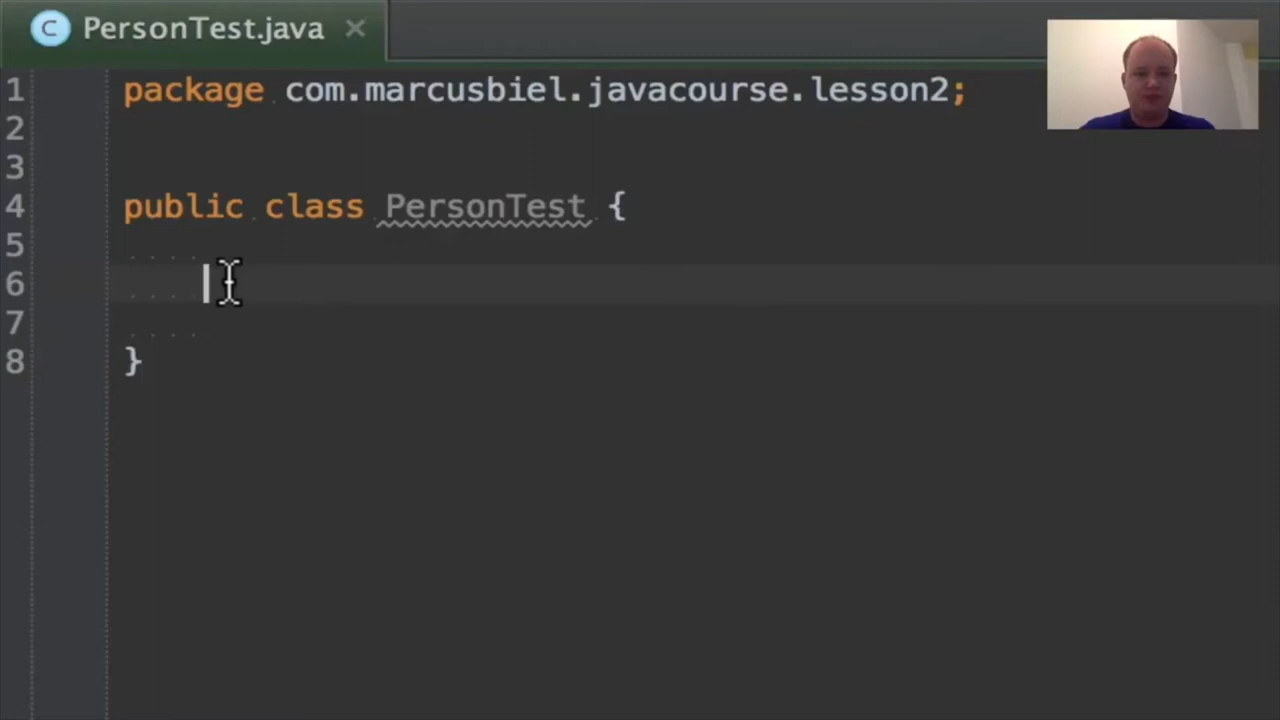 PersonTest.java
1 package com.marcusbiel.javacourse.lesson2;
2
3
4 public class PersonTest {
5
6
7
8 }